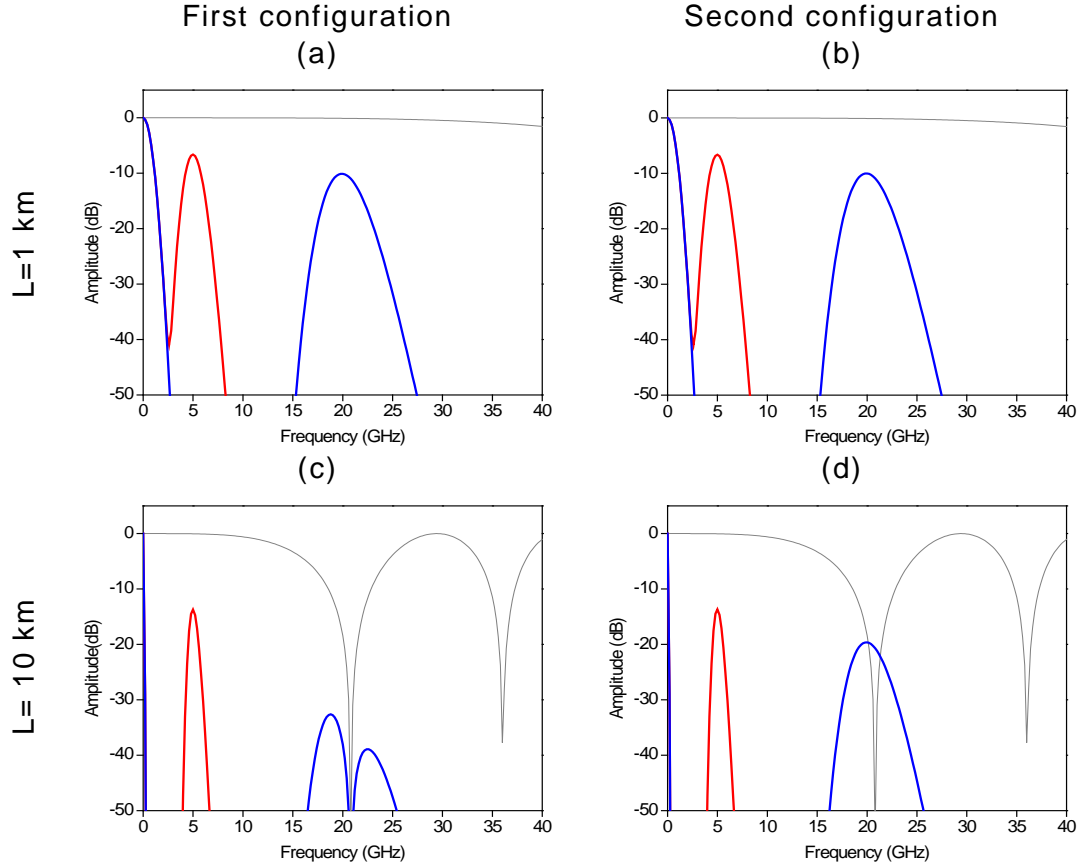 First configuration
Second configuration
(a)
(b)
L=1 km
Amplitude (dB)
0
-10
-20
-30
-40
-50
0 5 10 15 20 25 30 35 40
Frequency (GHz)
Amplitude (dB)
0
-10
-20
-30
-40
-50
0 5 10 15 20 25 30 35 40
Frequency (GHz)
(c)
(d)
L= 10 km
Amplitude(dB)
0
-10
-20
-30
-40
-50
0 5 10 15 20 25 30 35 40
Frequency (GHz)
Amplitude (dB)
0
-10
-20
-30
-40
-50
0 5 10 15 20 25 30 35 40
Frequency (GHz)